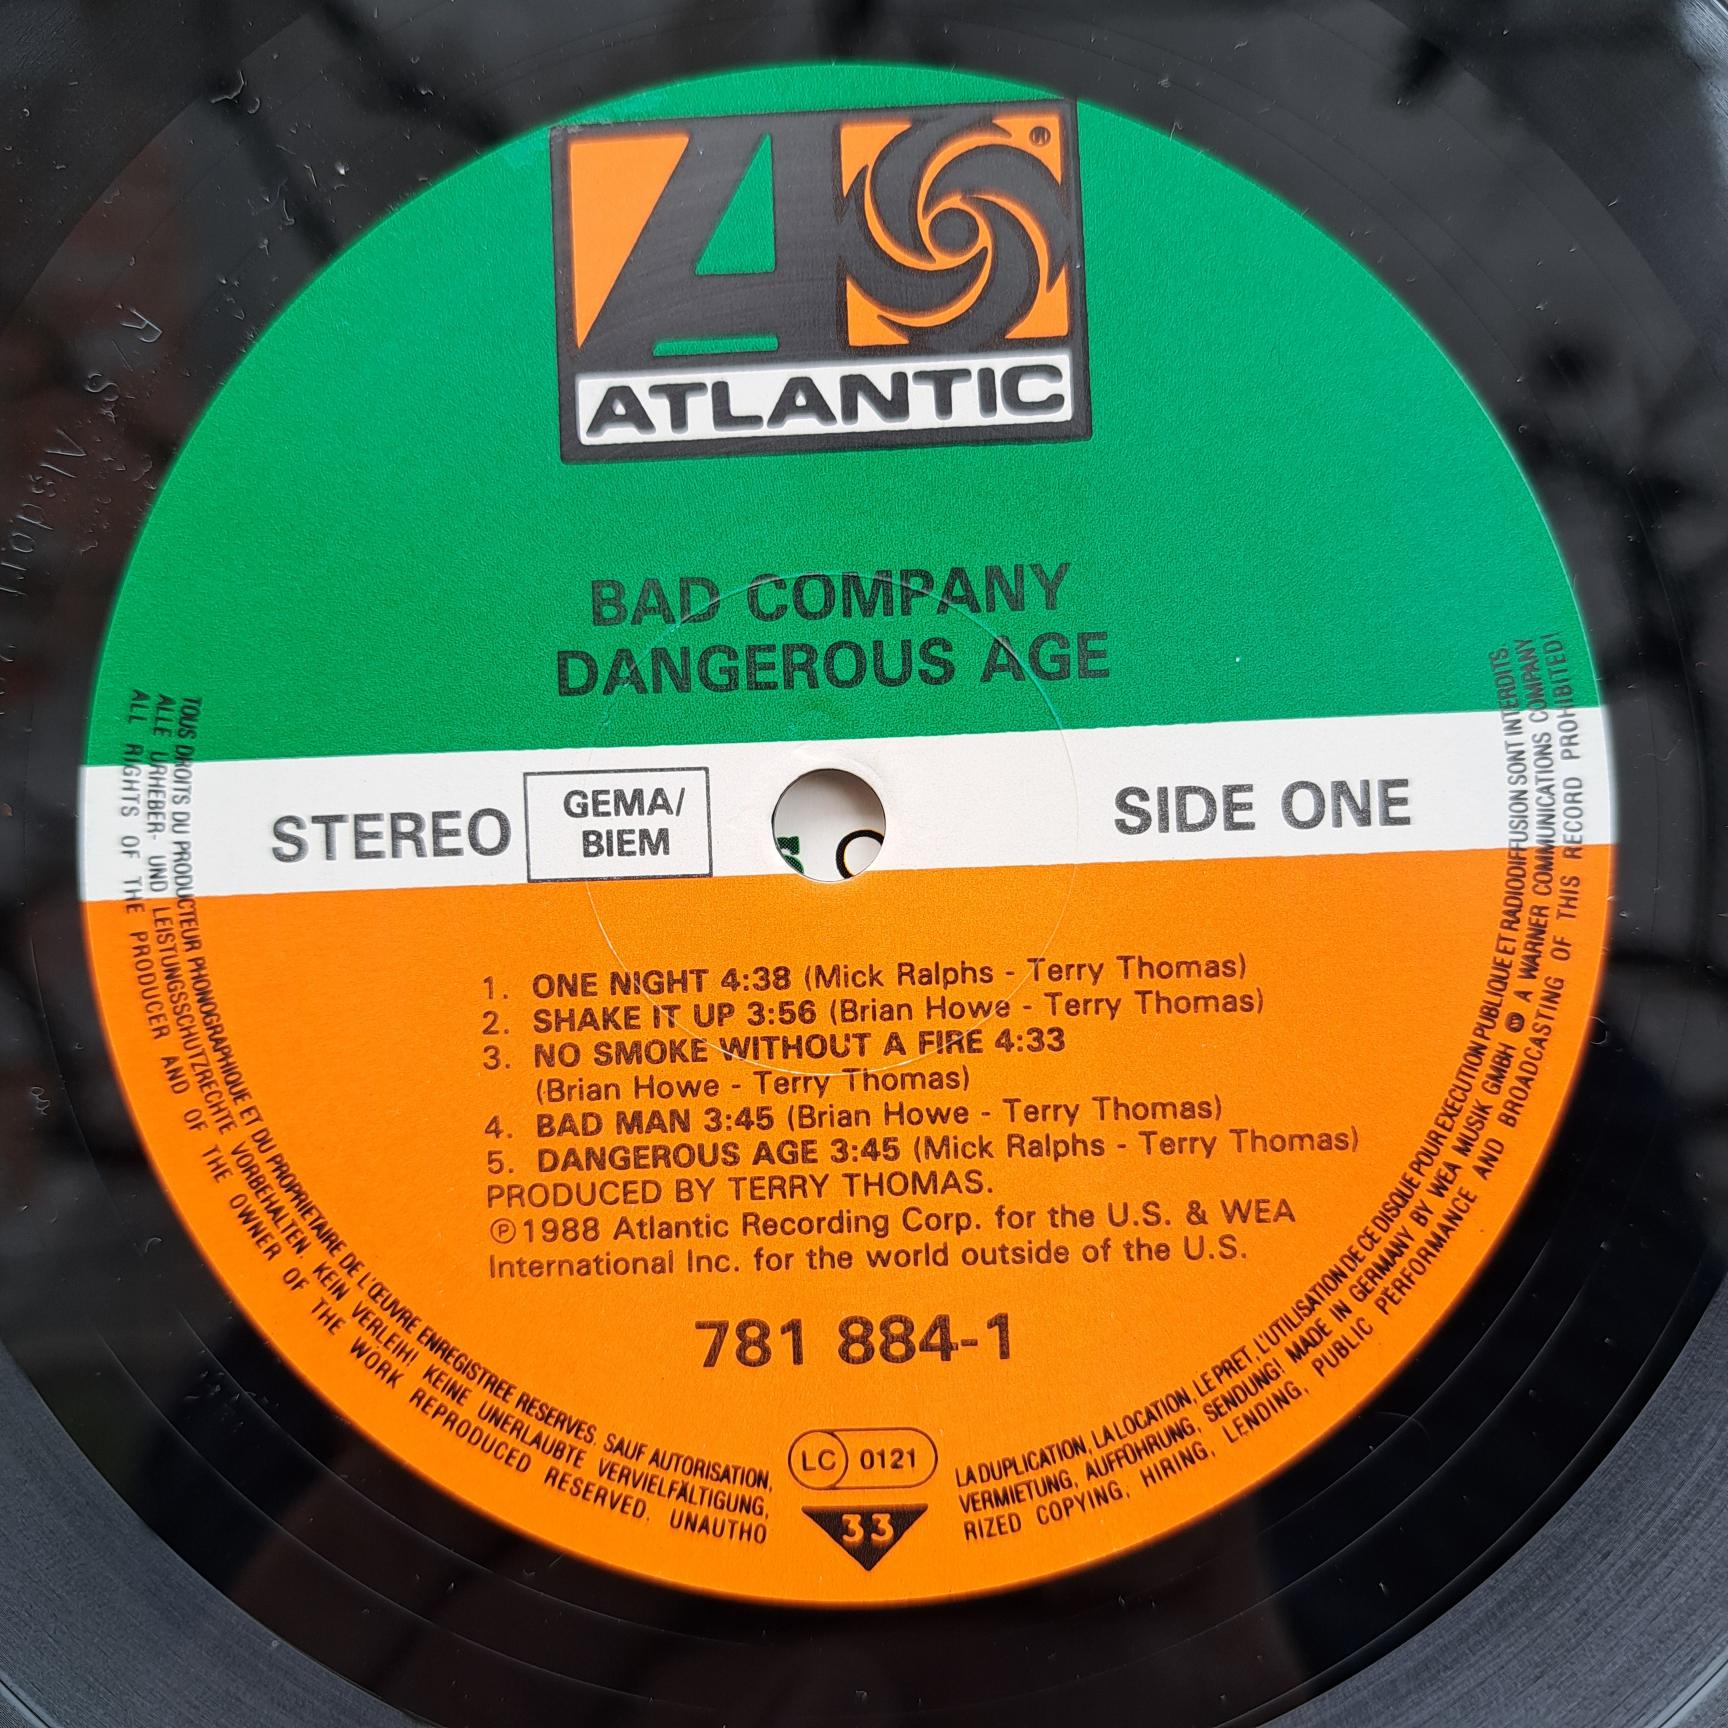 ATLANTIC
BAD COMPANY
DANGEROUS AGE
STEREO
GEMA/
BIEM
SIDE ONE
1. ONE NIGHT 4:38 (Mick Ralphs - Terry Thomas)
2. SHAKE IT UP 3:56 (Brian Howe - Terry Thomas)
3. NO SMOKE WITHOUT A FIRE 4:33
(Brian Howe - Terry Thomas)
4. BAD MAN 3:45 (Brian Howe - Terry Thomas)
5. DANGEROUS AGE 3:45 (Mick Ralphs - Terry Thomas)
PRODUCED BY TERRY THOMAS.
Ⓟ1988 Atlantic Recording Corp. for the U.S. & WEA
International Inc. for the world outside of the U.S.
781 884-1
LC 0121
33
TOUS DROITS DU PRODUCTEUR PHONOGRAPHIQUE ET DU PROPRIETAIRE DE L'ŒUVRE ENREGISTREE RESERVES. SAUF AUTORISATION, LA DUPLICATION, LA LOCATION, LE PRET, L'UTILISATION DE CE DISQUE POUR EXECUTION PUBLIQUE ET RADIODIFFUSION SONT INTERDITS.
ALLE URHEBER- UND LEISTUNGSSCHUTZRECHTE VORBEHALTEN. KEIN VERLEIH! KEINE UNERLAUBTE VERVIELFÄLTIGUNG, VERMIETUNG, AUFFÜHRUNG, SENDUNG! MADE IN GERMANY BY WEA MUSIK GMBH A WARNER COMMUNICATIONS COMPANY
ALL RIGHTS OF THE PRODUCER AND OF THE OWNER OF THE WORK REPRODUCED RESERVED. UNAUTHORIZED COPYING, HIRING, LENDING, PUBLIC PERFORMANCE AND BROADCASTING OF THIS RECORD PROHIBITED!